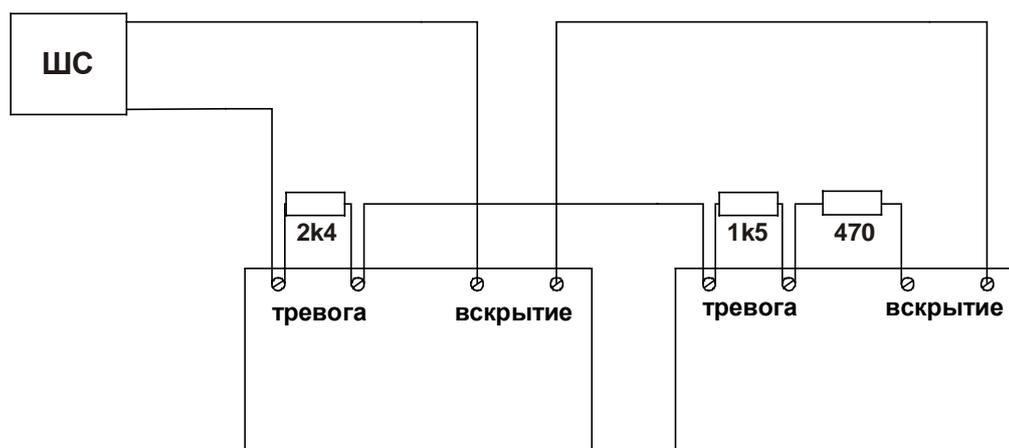 ШС
2k4
1k5
470
тревога
вскрытие
тревога
вскрытие